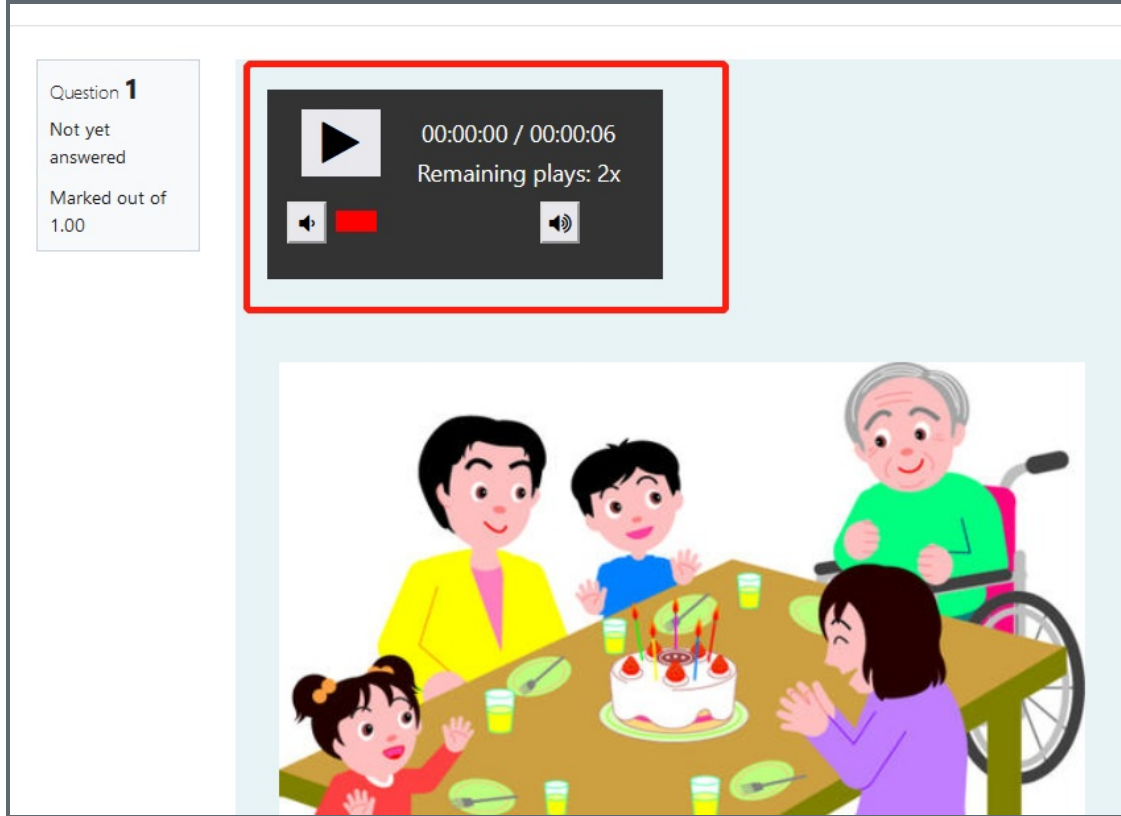 Question 1
Not yet
answered
Marked out of
1.00
00:00:00 / 00:00:06
Remaining plays: 2x